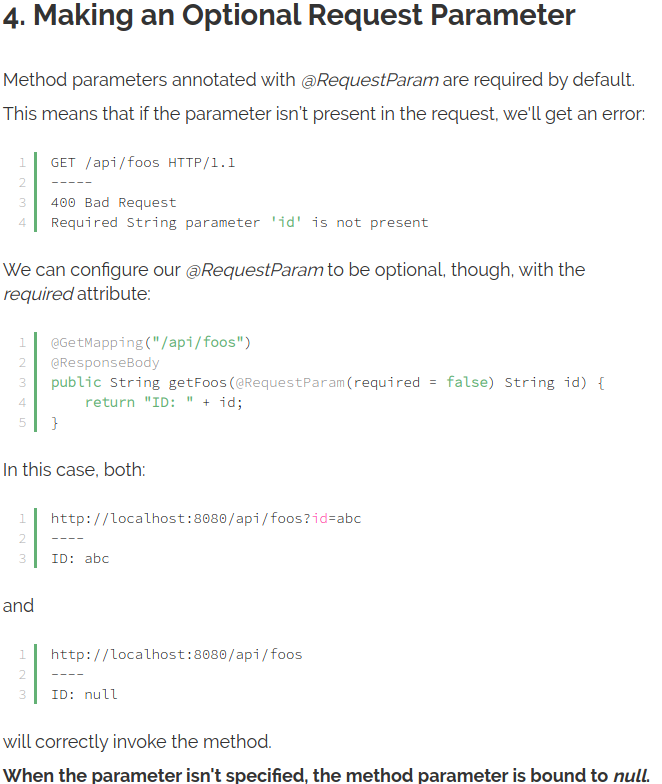 4. Making an Optional Request Parameter
Method parameters annotated with @RequestParam are required by default.
This means that if the parameter isn't present in the request, we'll get an error:
1 GET /api/foos HTTP/1.1
2 -----
3 400 Bad Request
4 Required String parameter 'id' is not present
We can configure our @RequestParam to be optional, though, with the
required attribute:
1 @GetMapping("/api/foos")
2 @ResponseBody
3 public String getFoos(@RequestParam(required = false) String id) {
4     return "ID: " + id;
5 }
In this case, both:
1 http://localhost:8080/api/foos?id=abc
2 ----
3 ID: abc
and
1 http://localhost:8080/api/foos
2 ----
3 ID: null
will correctly invoke the method.
When the parameter isn't specified, the method parameter is bound to null.